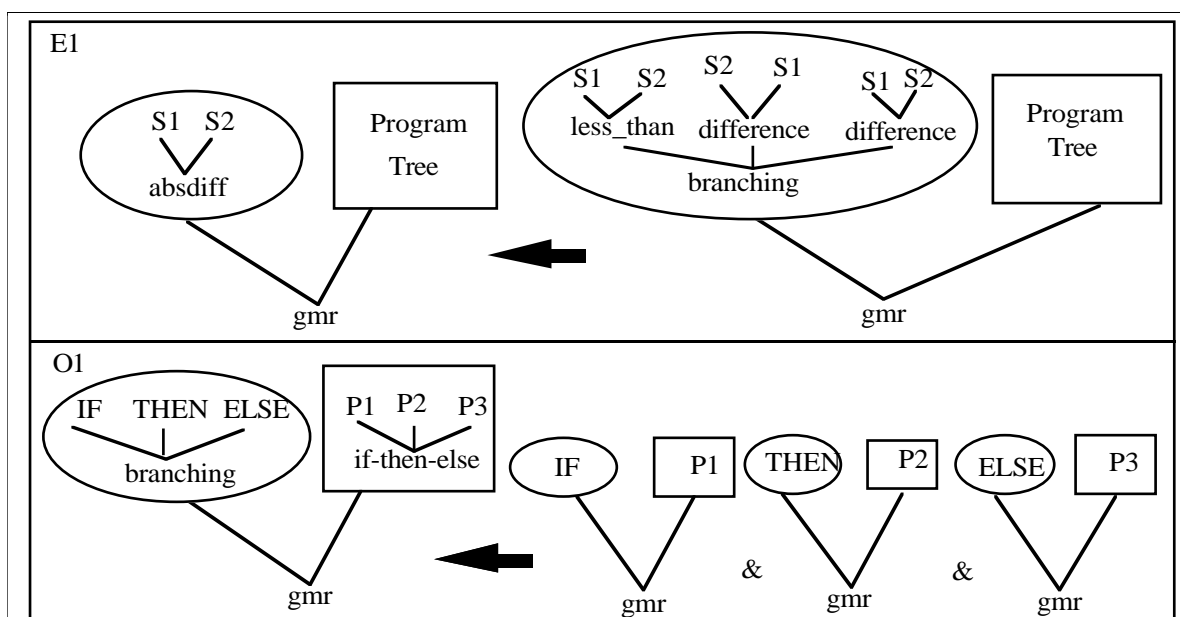 E1
S1 S2
absdiff
Program
Tree
gmr
S1 S2 S2 S1 S1 S2
less_than difference difference
branching
Program
Tree
gmr
O1
IF THEN ELSE
branching
P1 P2 P3
if-then-else
gmr
IF P1 THEN P2 ELSE P3
& &
gmr gmr gmr